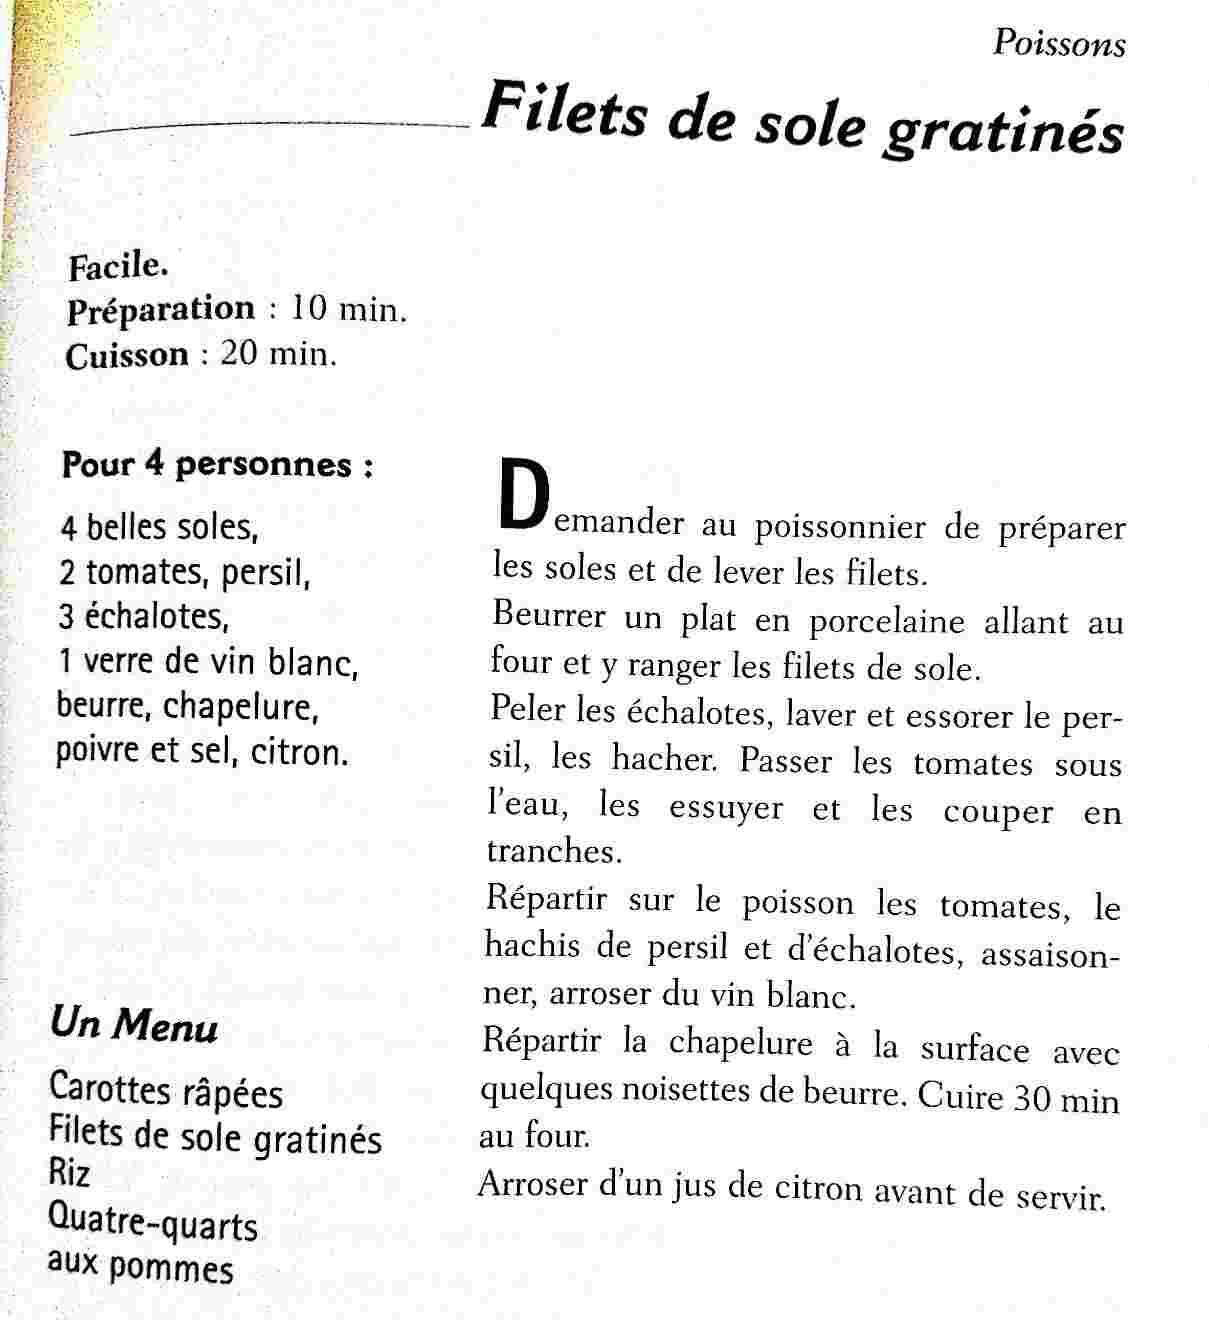 Poissons
Filets de sole gratinés
Facile.
Préparation : 10 min.
Cuisson : 20 min.
Pour 4 personnes :
4 belles soles,
2 tomates, persil,
3 échalotes,
1 verre de vin blanc,
beurre, chapelure,
poivre et sel, citron.
Un Menu
Carottes râpées
Filets de sole gratinés
Riz
Quatre-quarts
aux pommes
Demander au poissonnier de préparer
les soles et de lever les filets.
Beurrer un plat en porcelaine allant au
four et y ranger les filets de sole.
Peler les échalotes, laver et essorer le per-
sil, les hacher. Passer les tomates sous
l'eau, les essuyer et les couper en
tranches.
Répartir sur le poisson les tomates, le
hachis de persil et d'échalotes, assaison-
ner, arroser du vin blanc.
Répartir la chapelure à la surface avec
quelques noisettes de beurre. Cuire 30 min
au four.
Arroser d'un jus de citron avant de servir.